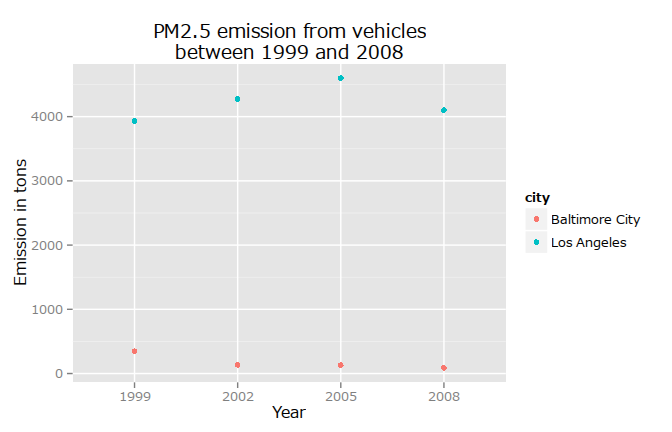 PM2.5 emission from vehicles
between 1999 and 2008
Emission in tons
4000
3000
2000
1000
0
1999 2002 2005 2008
Year
city
Baltimore City
Los Angeles